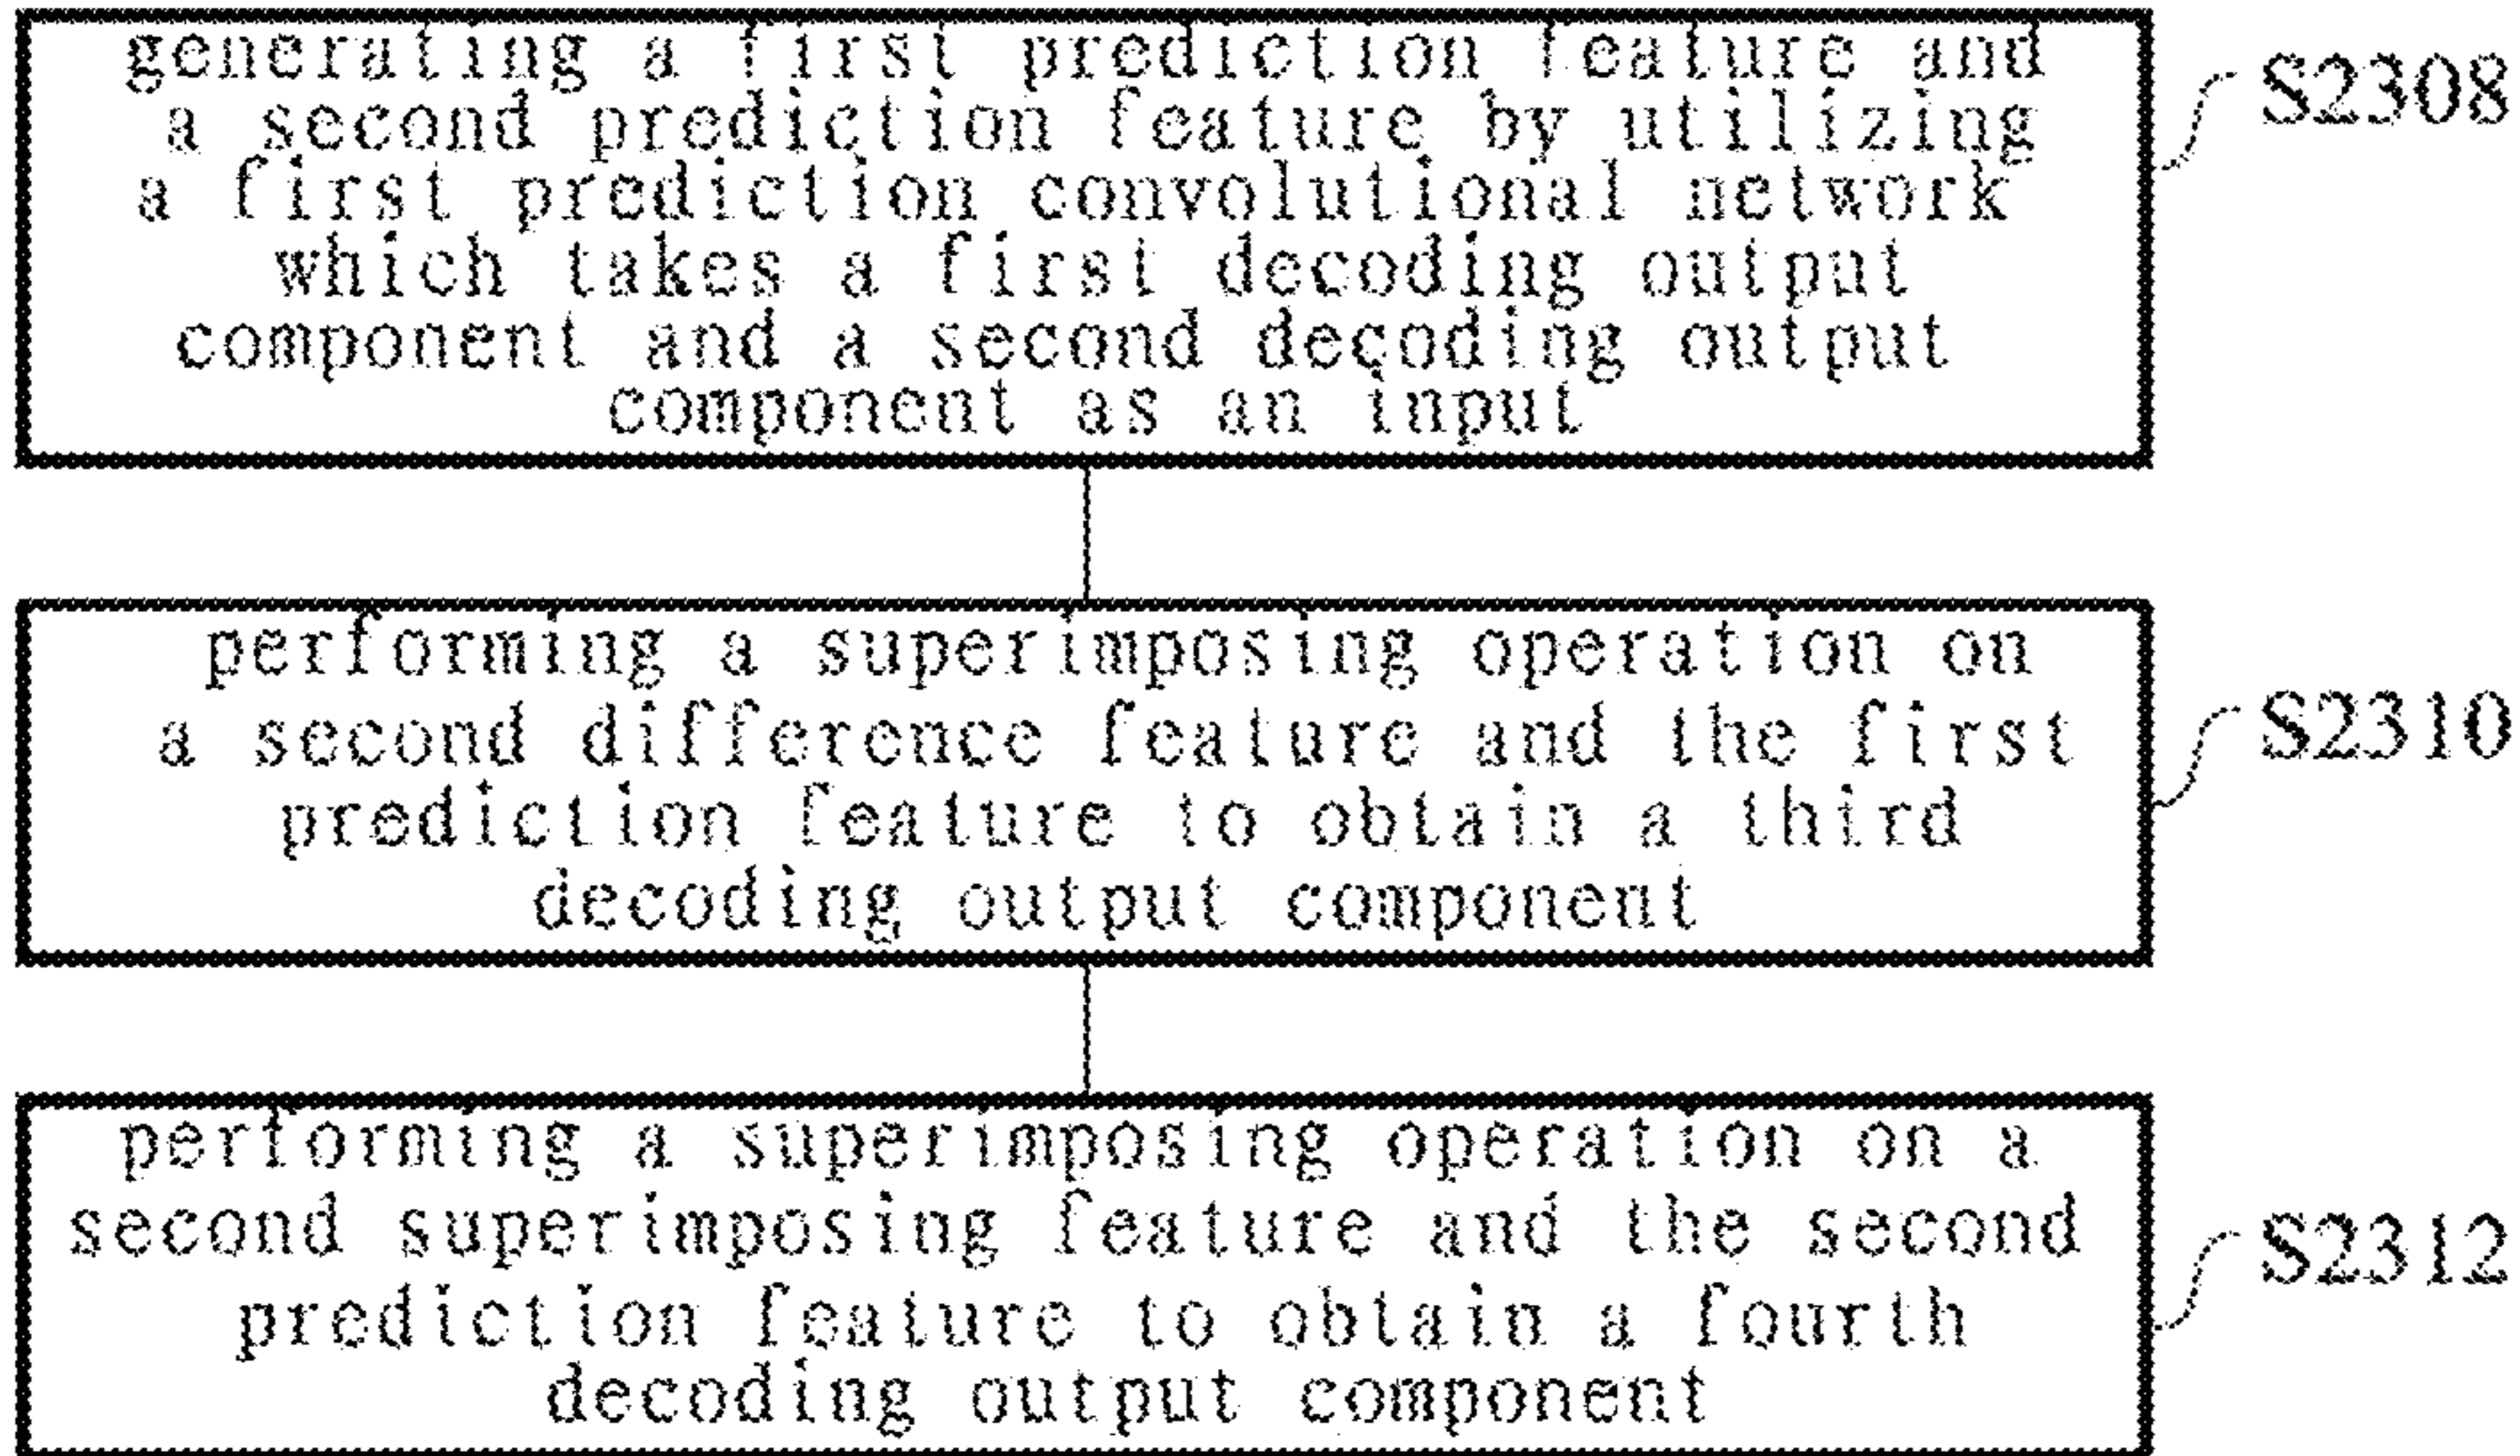 generating a first prediction feature and
a second prediction feature by utilizing
a first prediction convolutional network
which takes a first decoding output
component and a second decoding output
component as an input
S2308
performing a superimposing operation on
a second difference feature and the first
prediction feature to obtain a third
decoding output component
S2310
performing a superimposing operation on a
second superimposing feature and the second
prediction feature to obtain a fourth
decoding output component
S2312